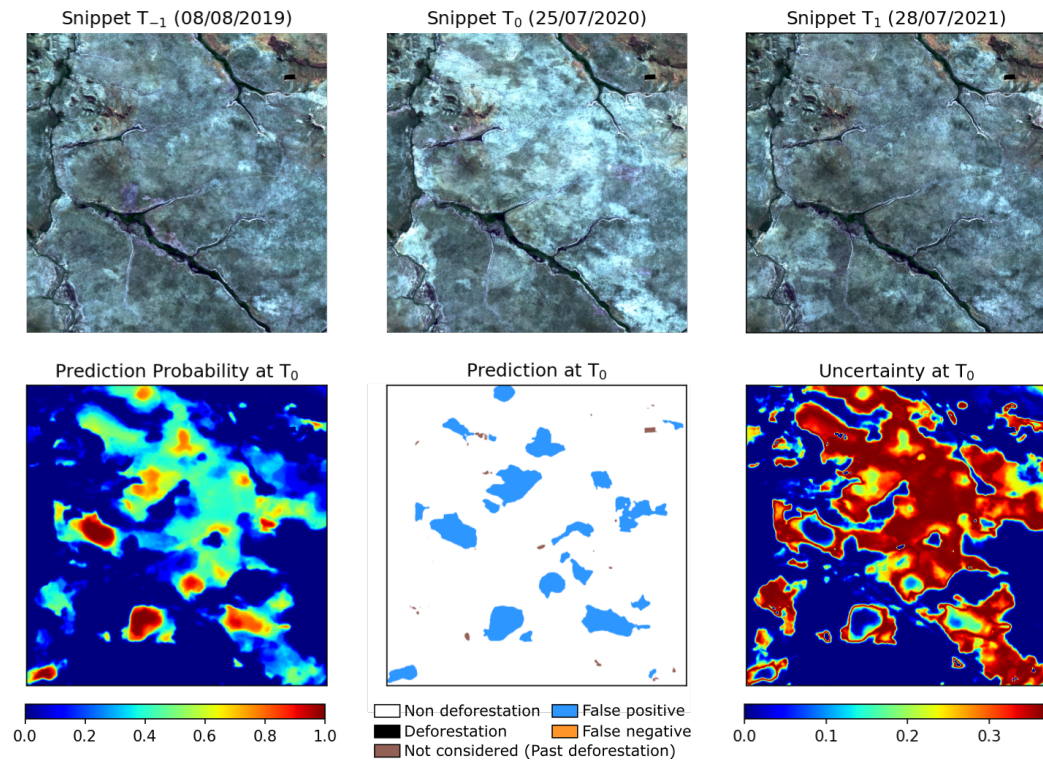 Snippet T₋₁ (08/08/2019)
Snippet T₀ (25/07/2020)
Snippet T₁ (28/07/2021)
Prediction Probability at T₀
Prediction at T₀
Uncertainty at T₀
0.0 0.2 0.4 0.6 0.8 1.0
Non deforestation
False positive
Deforestation
False negative
Not considered (Past deforestation)
0.0 0.1 0.2 0.3